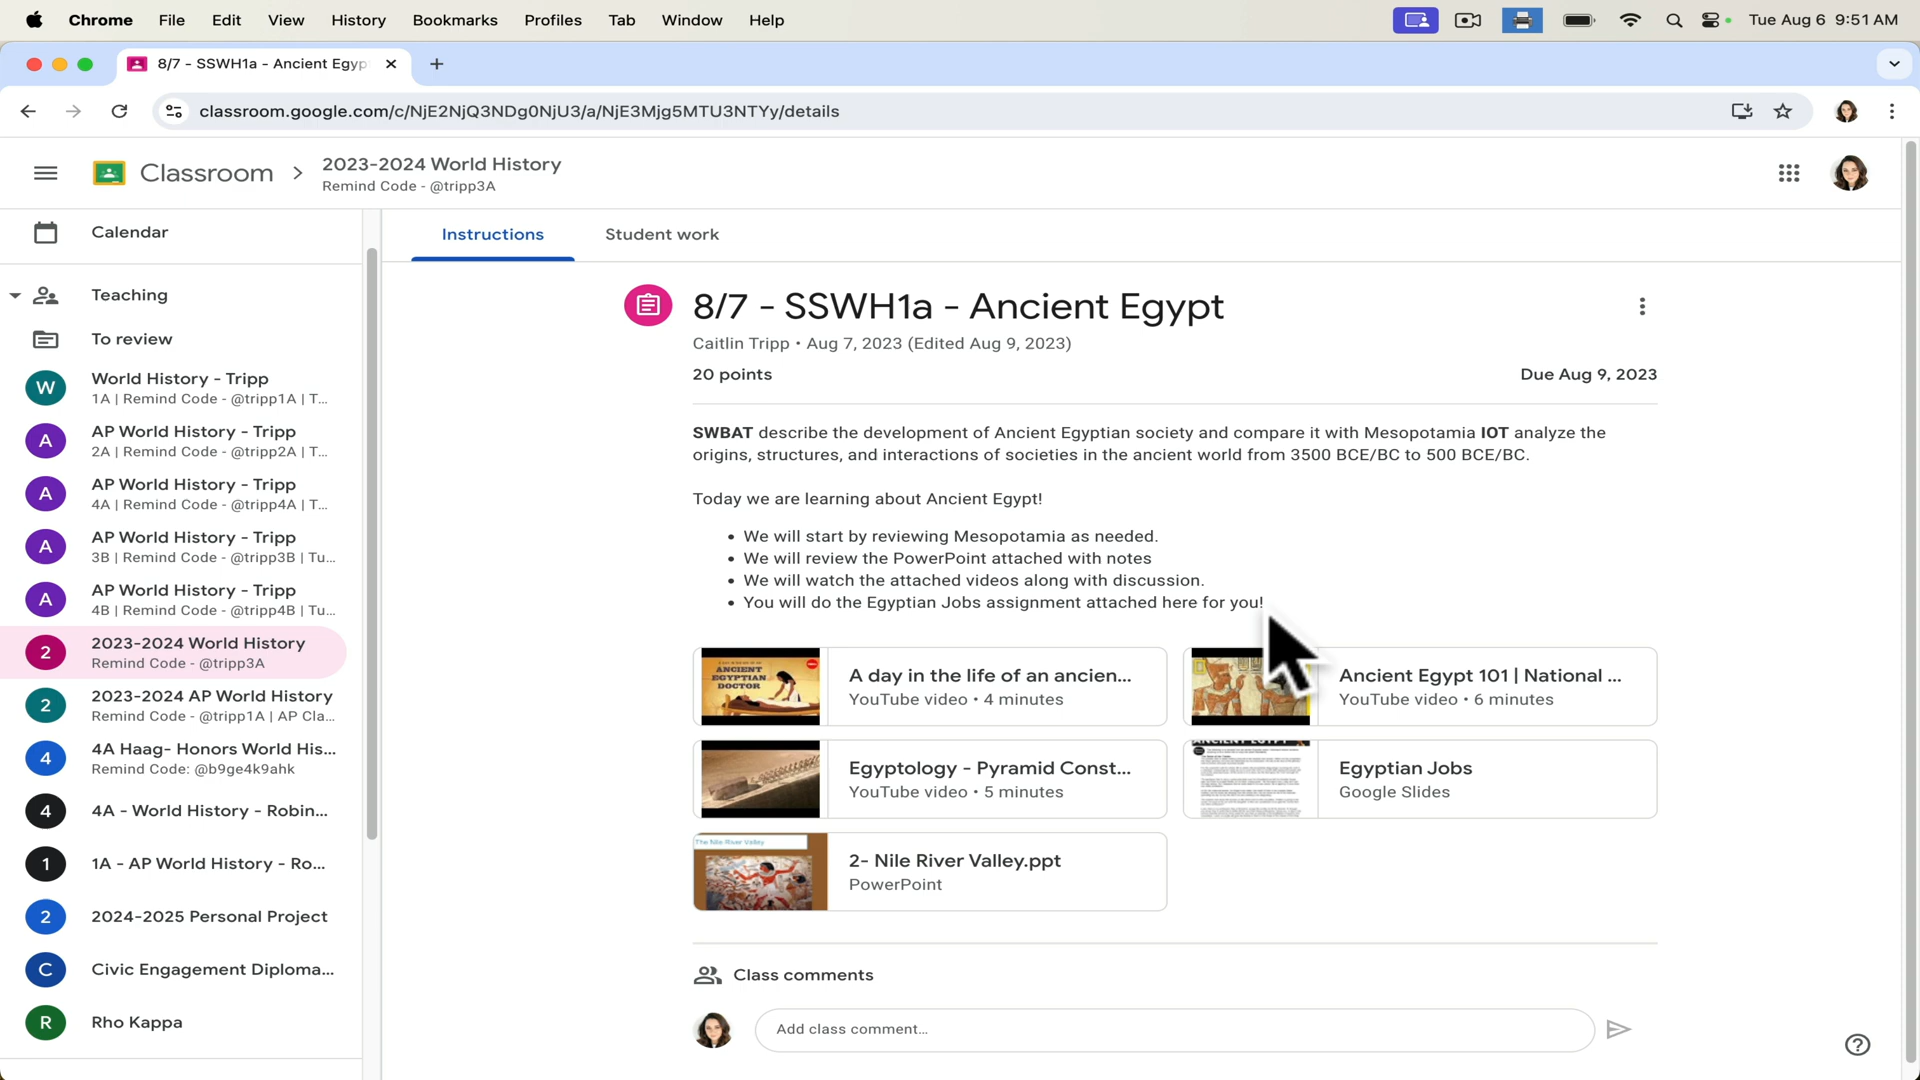 Chrome File Edit View History Bookmarks Profiles Tab Window Help Tue Aug 6 9:51 AM
8/7 - SSWH1a - Ancient Egyp
classroom.google.com/c/NjE2NjQ3NDg0NjU3/a/NjE3Mjg5MTU3NTYy/details
Classroom > 2023-2024 World History
Remind Code - @tripp3A
Calendar
Teaching
To review
W World History - Tripp
1A | Remind Code - @tripp1A | T...
A AP World History - Tripp
2A | Remind Code - @tripp2A | T...
A AP World History - Tripp
4A | Remind Code - @tripp4A | T...
A AP World History - Tripp
3B | Remind Code - @tripp3B | Tu...
A AP World History - Tripp
4B | Remind Code - @tripp4B | Tu...
2 2023-2024 World History
Remind Code - @tripp3A
2 2023-2024 AP World History
Remind Code - @tripp1A | AP Cla...
4 4A Haag- Honors World His...
Remind Code: @b9ge4k9ahk
4 4A - World History - Robin...
1 1A - AP World History - Ro...
2 2024-2025 Personal Project
C Civic Engagement Diploma...
R Rho Kappa
Instructions Student work
8/7 - SSWH1a - Ancient Egypt
Caitlin Tripp • Aug 7, 2023 (Edited Aug 9, 2023)
20 points Due Aug 9, 2023
SWBAT describe the development of Ancient Egyptian society and compare it with Mesopotamia IOT analyze the
origins, structures, and interactions of societies in the ancient world from 3500 BCE/BC to 500 BCE/BC.
Today we are learning about Ancient Egypt!
• We will start by reviewing Mesopotamia as needed.
• We will review the PowerPoint attached with notes
• We will watch the attached videos along with discussion.
• You will do the Egyptian Jobs assignment attached here for you!
ANCIENT
EGYPTIAN
DOCTOR
A day in the life of an ancien...
YouTube video • 4 minutes
Ancient Egypt 101 | National ...
YouTube video • 6 minutes
Egyptology - Pyramid Const...
YouTube video • 5 minutes
ANCIENT EGYPT
Egyptian Jobs
Google Slides
The Nile River Valley
2- Nile River Valley.ppt
PowerPoint
Class comments
Add class comment...